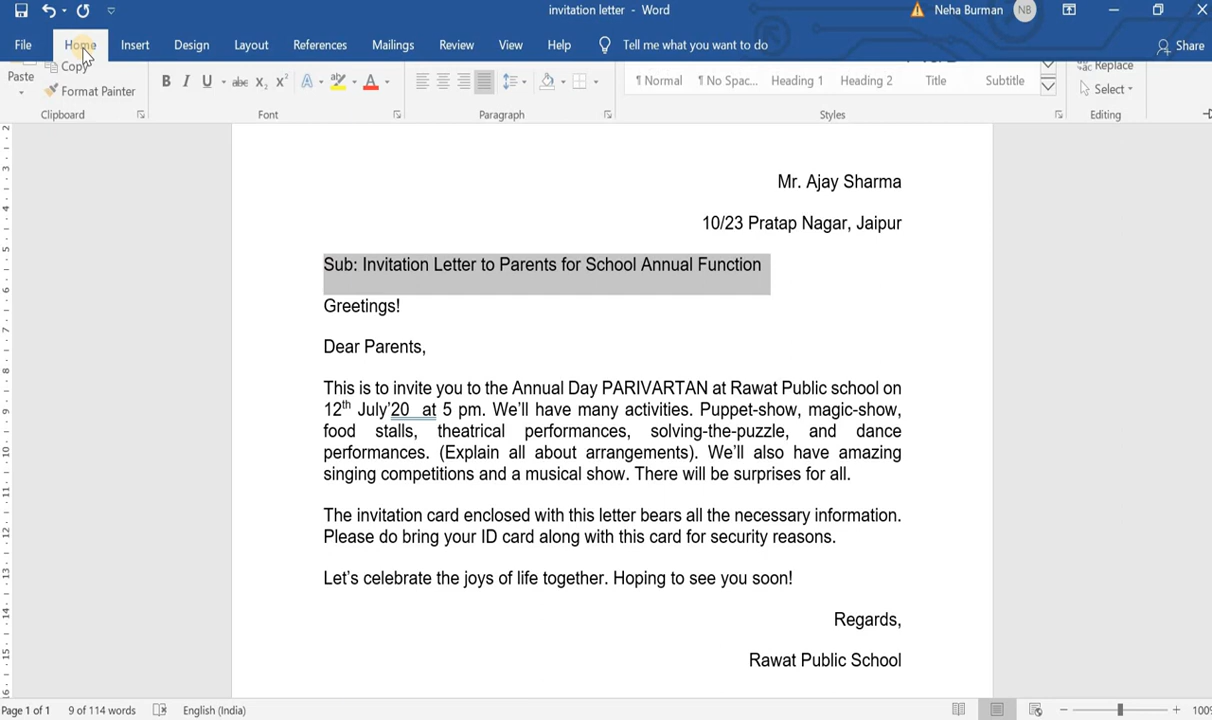 invitation letter - Word
Neha Burman NB
File Home Insert Design Layout References Mailings Review View Help Tell me what you want to do Share
Paste Copy B I U abc X₂ X² A A ¶ Normal ¶ No Spac... Heading 1 Heading 2 Title Subtitle Replace
Format Painter Select
Clipboard Font Paragraph Styles Editing
Mr. Ajay Sharma
10/23 Pratap Nagar, Jaipur
Sub: Invitation Letter to Parents for School Annual Function
Greetings!
Dear Parents,
This is to invite you to the Annual Day PARIVARTAN at Rawat Public school on
12th July'20 at 5 pm. We'll have many activities. Puppet-show, magic-show,
food stalls, theatrical performances, solving-the-puzzle, and dance
performances. (Explain all about arrangements). We'll also have amazing
singing competitions and a musical show. There will be surprises for all.
The invitation card enclosed with this letter bears all the necessary information.
Please do bring your ID card along with this card for security reasons.
Let's celebrate the joys of life together. Hoping to see you soon!
Regards,
Rawat Public School
Page 1 of 1 9 of 114 words English (India) 100%